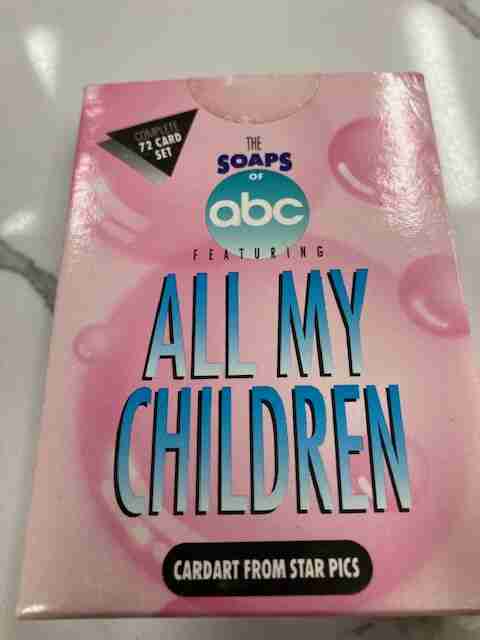 COMPLETE
72 CARD
SET
THE
SOAPS
OF
abc
FEATURING
ALL MY
CHILDREN
CARDART FROM STAR PICS